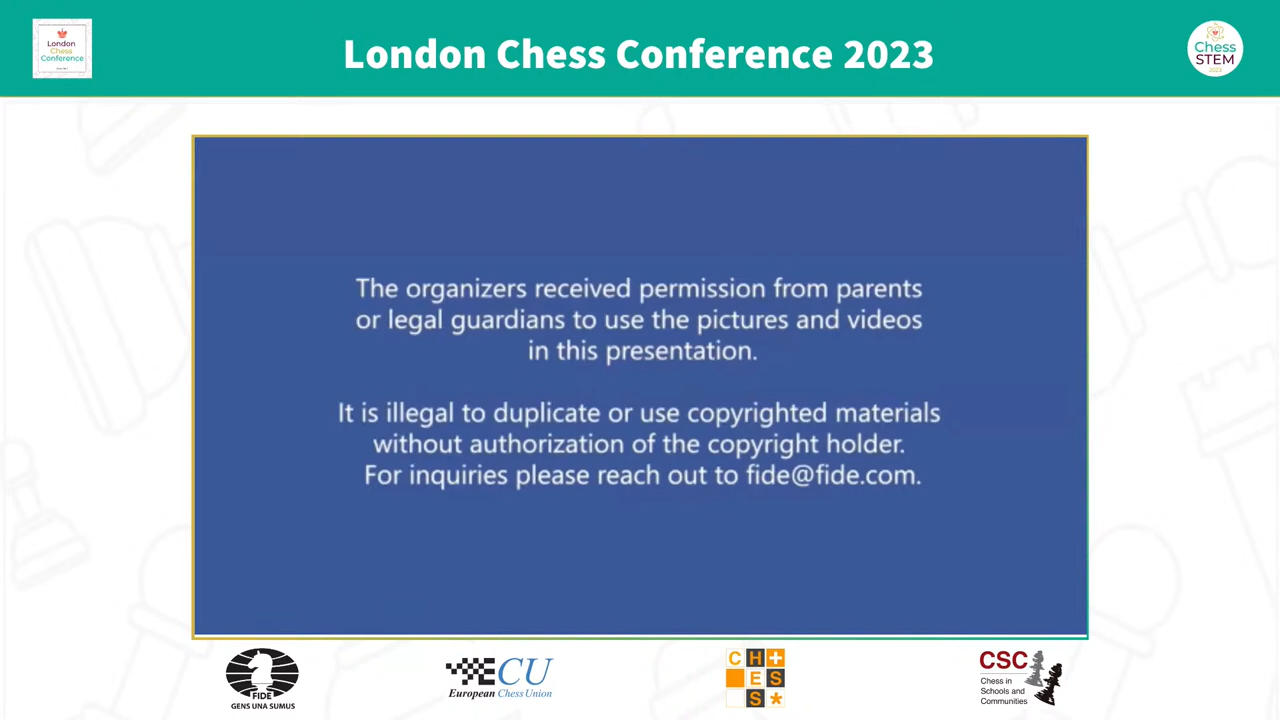 London
Chess
Conference
London Chess Conference 2023
Chess
STEM
2023
The organizers received permission from parents
or legal guardians to use the pictures and videos
in this presentation.
It is illegal to duplicate or use copyrighted materials
without authorization of the copyright holder.
For inquiries please reach out to fide@fide.com.
FIDE
GENS UNA SUMUS
ECU
European Chess Union
C H +
E S
S *
CSC
Chess in
Schools and
Communities